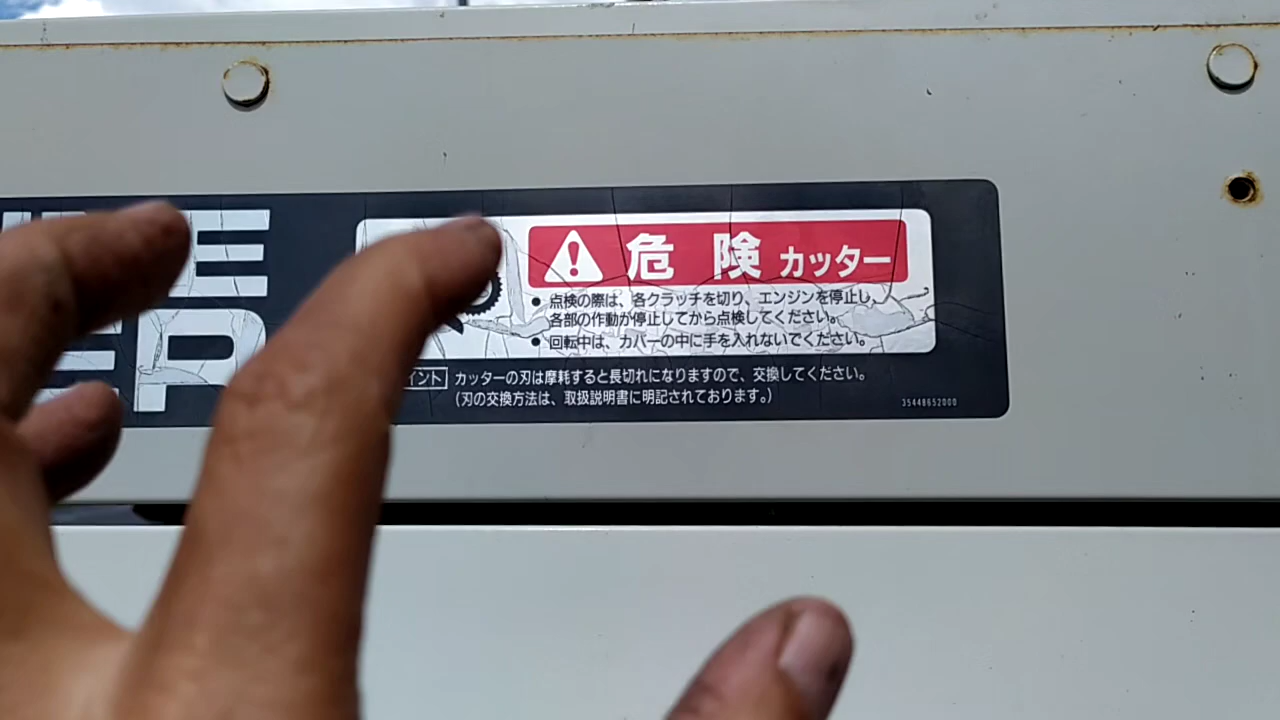 危険 カッター
● 点検の際は、各クラッチを切り、エンジンを停止し、
各部の作動が停止してから点検してください。
● 回転中は、カバーの中に手を入れないでください。
イント カッターの刃は摩耗すると長切れになりますので、交換してください。
(刃の交換方法は、取扱説明書に明記されております。)
35448652000